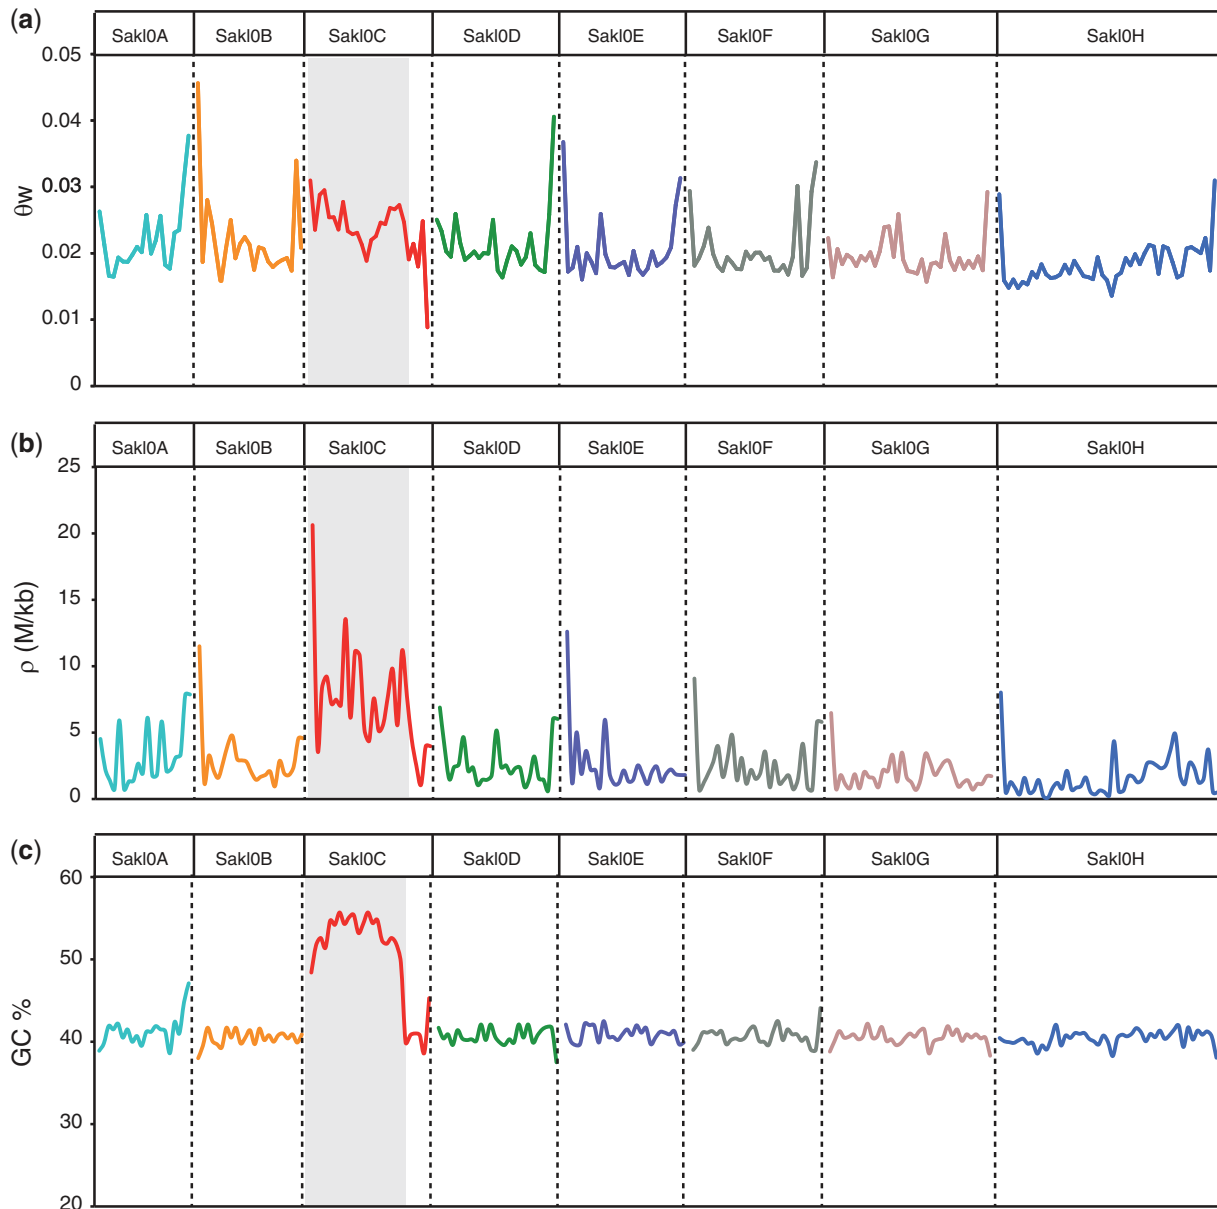 (a)
Sakl0A Sakl0B Sakl0C Sakl0D Sakl0E Sakl0F Sakl0G Sakl0H
0.05
0.04
0.03
0.02
0.01
0
θw
(b)
Sakl0A Sakl0B Sakl0C Sakl0D Sakl0E Sakl0F Sakl0G Sakl0H
25
20
15
10
5
0
ρ (M/kb)
(c)
Sakl0A Sakl0B Sakl0C Sakl0D Sakl0E Sakl0F Sakl0G Sakl0H
60
50
40
30
20
GC %